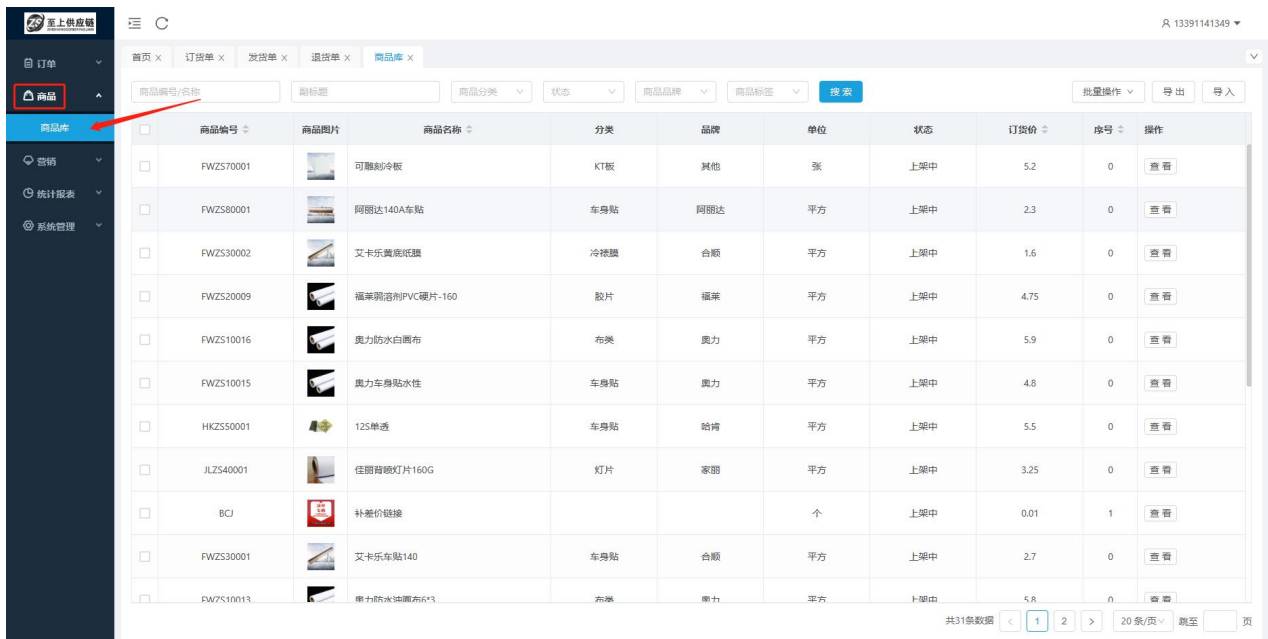 至上供应链
13391141349
首页 订货单 发货单 退货单 商品库
订单
商品
商品库
营销
统计报表
系统管理
商品编号/名称 副标题 商品分类 状态 商品品牌 商品标签 搜索 批量操作 导出 导入
商品编号 商品图片 商品名称 分类 品牌 单位 状态 订货价 序号 操作
FWZS70001 可雕刻冷板 KT板 其他 张 上架中 5.2 0 查看
FWZS80001 阿丽达140A车贴 车身贴 阿丽达 平方 上架中 2.3 0 查看
FWZS30002 艾卡乐黄底纸膜 冷裱膜 合顺 平方 上架中 1.6 0 查看
FWZS20009 福莱弱溶剂PVC硬片-160 胶片 福莱 平方 上架中 4.75 0 查看
FWZS10016 奥力防水白画布 布类 奥力 平方 上架中 5.9 0 查看
FWZS10015 奥力车身贴水性 车身贴 奥力 平方 上架中 4.8 0 查看
HKZS50001 12S单透 车身贴 哈肯 平方 上架中 5.5 0 查看
JLZS40001 佳丽背喷灯片160G 灯片 家丽 平方 上架中 3.25 0 查看
BCJ 补差价链接 个 上架中 0.01 1 查看
FWZS30001 艾卡乐车贴140 车身贴 合顺 平方 上架中 2.7 0 查看
FWZS10013 奥力防水油画布6*3 布类 奥力 平方 上架中 5.8 0 查看
共31条数据 < 1 2 > 20 条/页 跳至 页